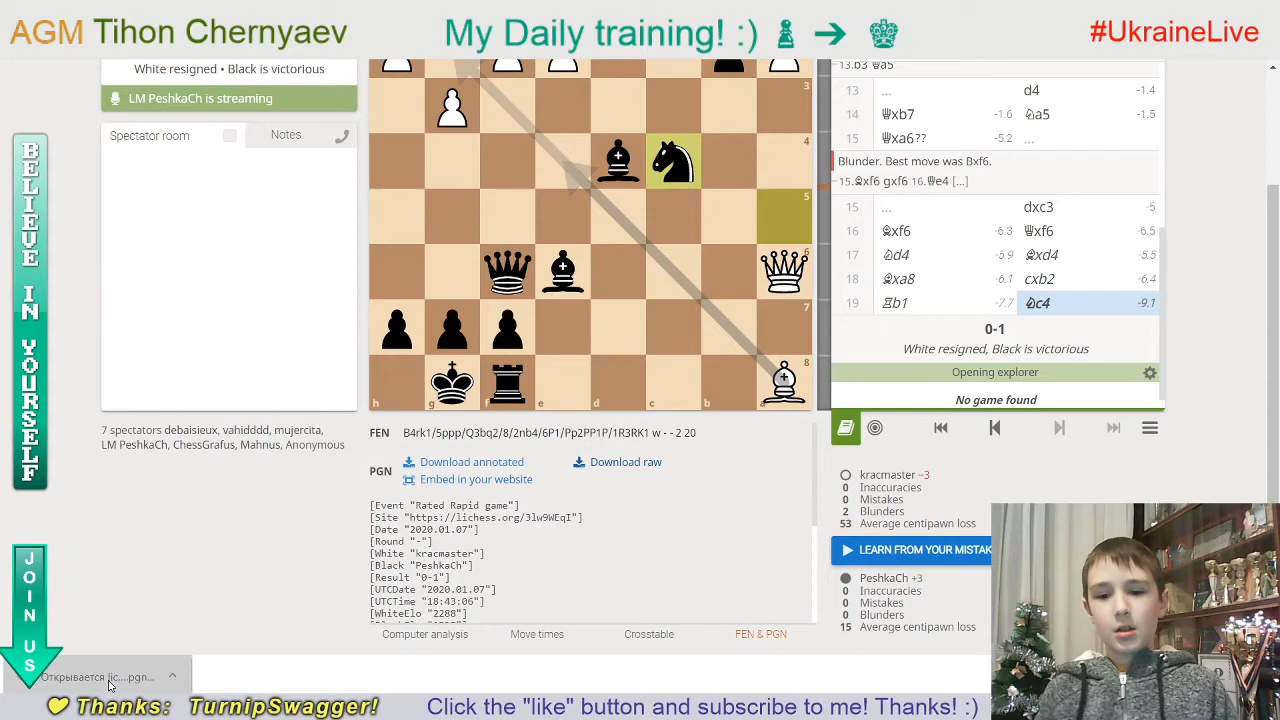 AGM Tihon Chernyaev
My Daily training! :)
#UkraineLive
White resigned • Black is victorious
LM PeshkaCh is streaming
Spectator room
Notes
BELIEVE IN YOURSELF
JOIN US
7 spectators debaisieux, vahidddd, mujercita,
LM PeshkaCh, ChessGrafus, Mahnus, Anonymous
3
4
5
6
7
8
h g f e d c b a
13.b3 ♛a5
13 ... d4 -1.4
14 ♕xb7 -1.6 ♘a5 -1.5
15 ♕xa6?? -5.2 ...
Blunder. Best move was Bxf6.
15.♗xf6 gxf6 16.♕e4 [...]
15 ... dxc3 -5
16 ♗xf6 -6.3 ♕xf6 -6.5
17 ♘d4 -5.9 ♗xd4 -5.5
18 ♗xa8 -6.1 cxb2 -6.4
19 ♖b1 -7.7 ♘c4 -9.1
0-1
White resigned, Black is victorious
Opening explorer
No game found
FEN B4rk1/5ppp/Q3bq2/8/2nb4/6P1/Pp2PP1P/1R3RK1 w - - 2 20
PGN
Download annotated
Download raw
Embed in your website
[Event "Rated Rapid game"]
[Site "https://lichess.org/3lw9WEqI"]
[Date "2020.01.07"]
[Round "-"]
[White "kracmaster"]
[Black "PeshkaCh"]
[Result "0-1"]
[UTCDate "2020.01.07"]
[UTCTime "18:43:06"]
[WhiteElo "2288"]
Computer analysis
Move times
Crosstable
FEN & PGN
kracmaster −3
0 Inaccuracies
0 Mistakes
2 Blunders
53 Average centipawn loss
LEARN FROM YOUR MISTAK
PeshkaCh +3
0 Inaccuracies
0 Mistakes
0 Blunders
15 Average centipawn loss
Открывается lic....pgn...
Thanks: TurnipSwagger!
Click the "like" button and subscribe to me! Thanks! :)